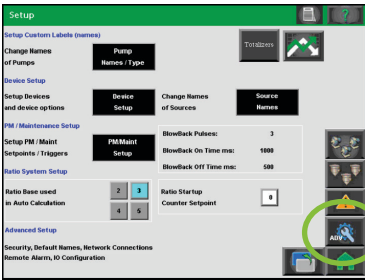 Setup
Setup Custom Labels (names)
Totalizers
Change Names
of Pumps
Pump
Names / Type
Device Setup
Setup Devices
and device options
Device
Setup
Change Names
of Sources
Source
Names
PM / Maintenance Setup
Setup PM / Maint
Setpoints / Triggers
PM/Maint
Setup
BlowBack Pulses: 3
BlowBack On Time ms: 1000
BlowBack Off Time ms: 500
Ratio System Setup
Ratio Base used
in Auto Calculation
2 3
4 5
Ratio Startup
Counter Setpoint
0
Advanced Setup
ADV
Security, Default Names, Network Connections
Remote Alarm, IO Configuration